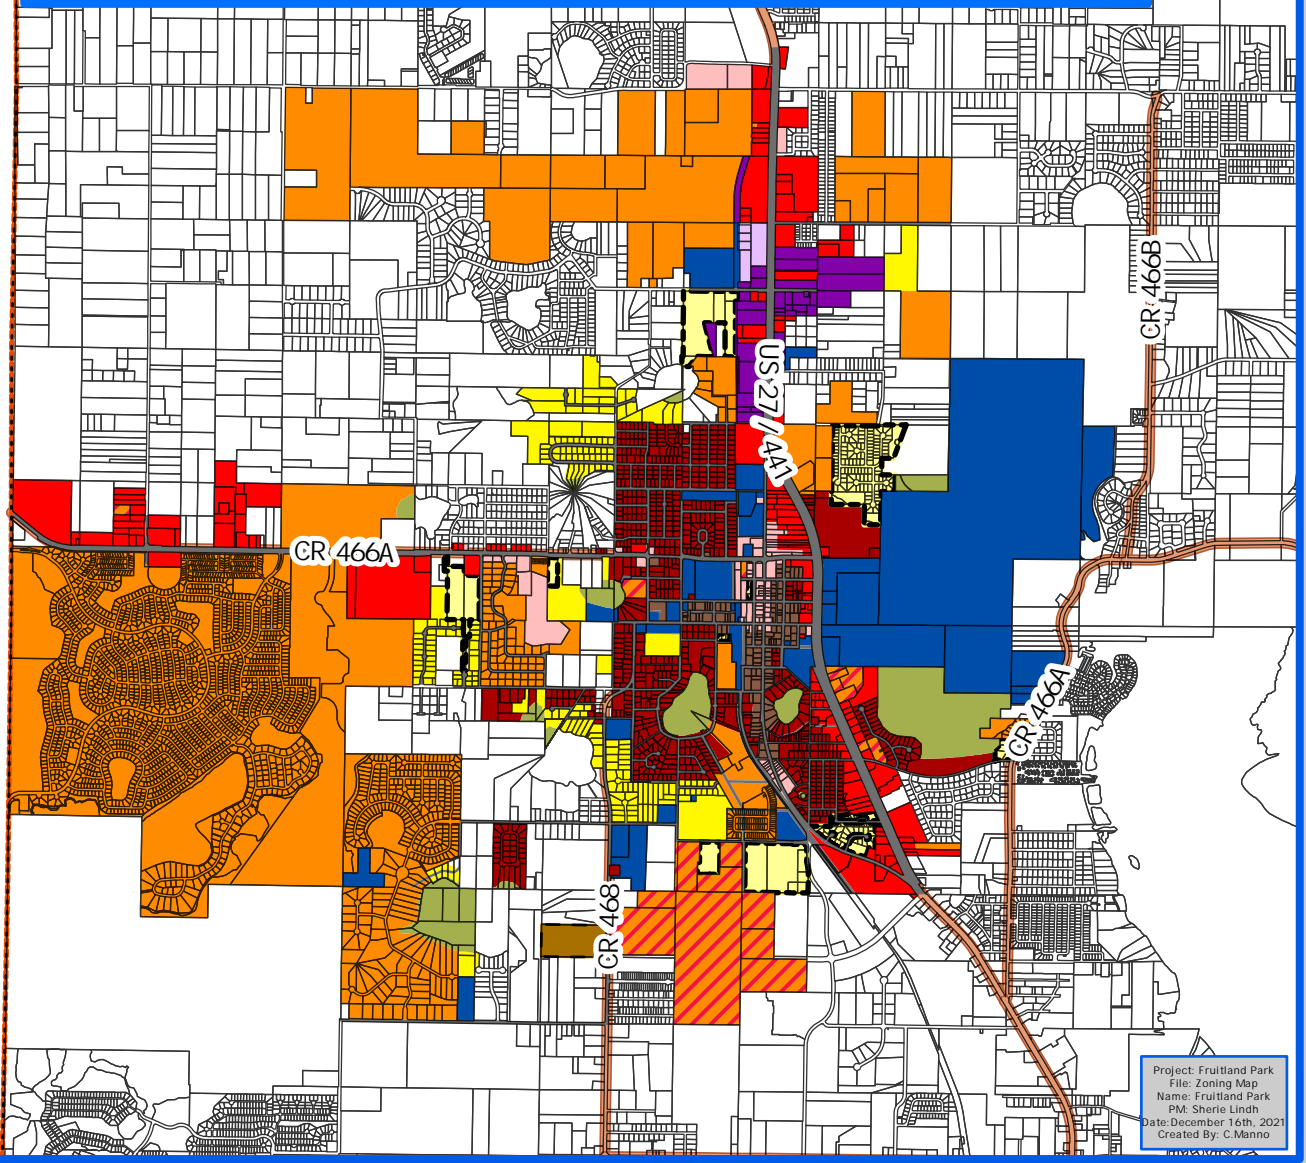 CR 466B
US 27 / 441
CR 466A
CR 466A
CR 468
Project: Fruitland Park
File: Zoning Map
Name: Fruitland Park
PM: Sherie Lindh
Date:December 16th, 2021
Created By: C.Manno